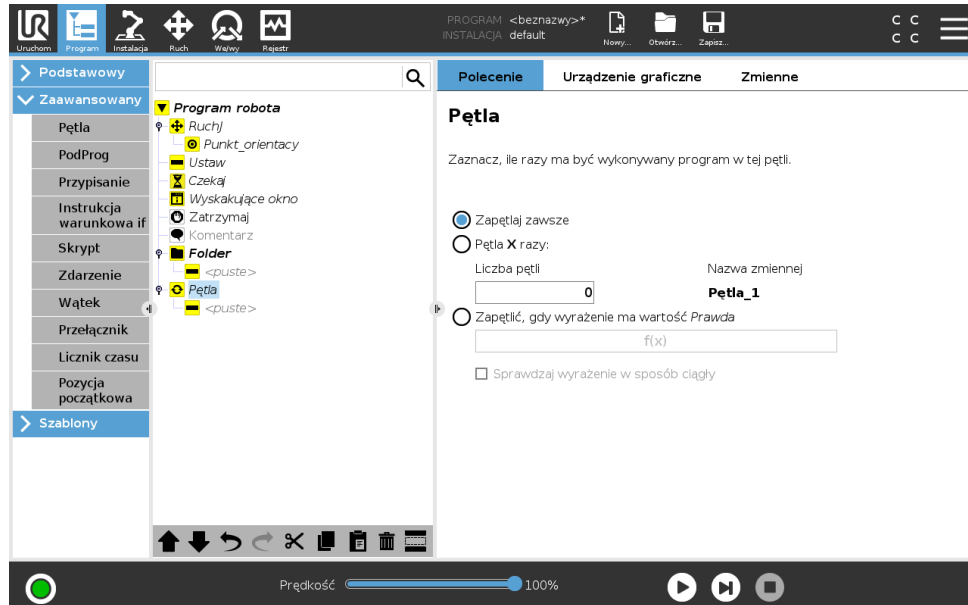 PROGRAM <beznazwy>*
INSTALACJA default
C C
C C
Uruchom Program Instalacja Ruch We/wy Rejestr Nowy... Otwórz... Zapisz...
Podstawowy
Zaawansowany
Pętla
PodProg
Przypisanie
Instrukcja
warunkowa if
Skrypt
Zdarzenie
Wątek
Przełącznik
Licznik czasu
Pozycja
początkowa
Szablony
Program robota
RuchJ
Punkt_orientacy
Ustaw
Czekaj
Wyskakujące okno
Zatrzymaj
Komentarz
Folder
<puste>
Pętla
<puste>
Polecenie Urządzenie graficzne Zmienne
Pętla
Zaznacz, ile razy ma być wykonywany program w tej pętli.
Zapętlaj zawsze
Pętla X razy:
Liczba pętli Nazwa zmiennej
0 Pętla_1
Zapętlić, gdy wyrażenie ma wartość Prawda
f(x)
Sprawdzaj wyrażenie w sposób ciągły
Prędkość 100%